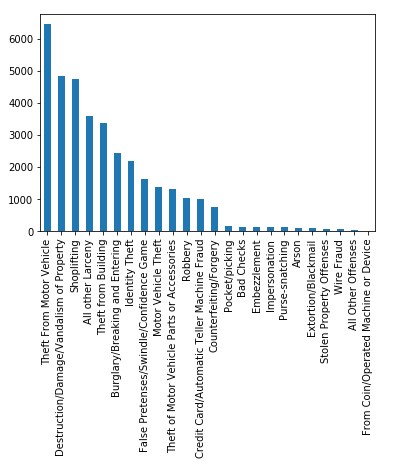 6000
5000
4000
3000
2000
1000
0
Theft From Motor Vehicle
Destruction/Damage/Vandalism of Property
Shoplifting
All other Larceny
Theft from Building
Burglary/Breaking and Entering
Identity Theft
False Pretenses/Swindle/Confidence Game
Motor Vehicle Theft
Theft of Motor Vehicle Parts or Accessories
Robbery
Credit Card/Automatic Teller Machine Fraud
Counterfeiting/Forgery
Pocket/picking
Bad Checks
Embezzlement
Impersonation
Purse-snatching
Arson
Extortion/Blackmail
Stolen Property Offenses
Wire Fraud
All Other Offenses
From Coin/Operated Machine or Device